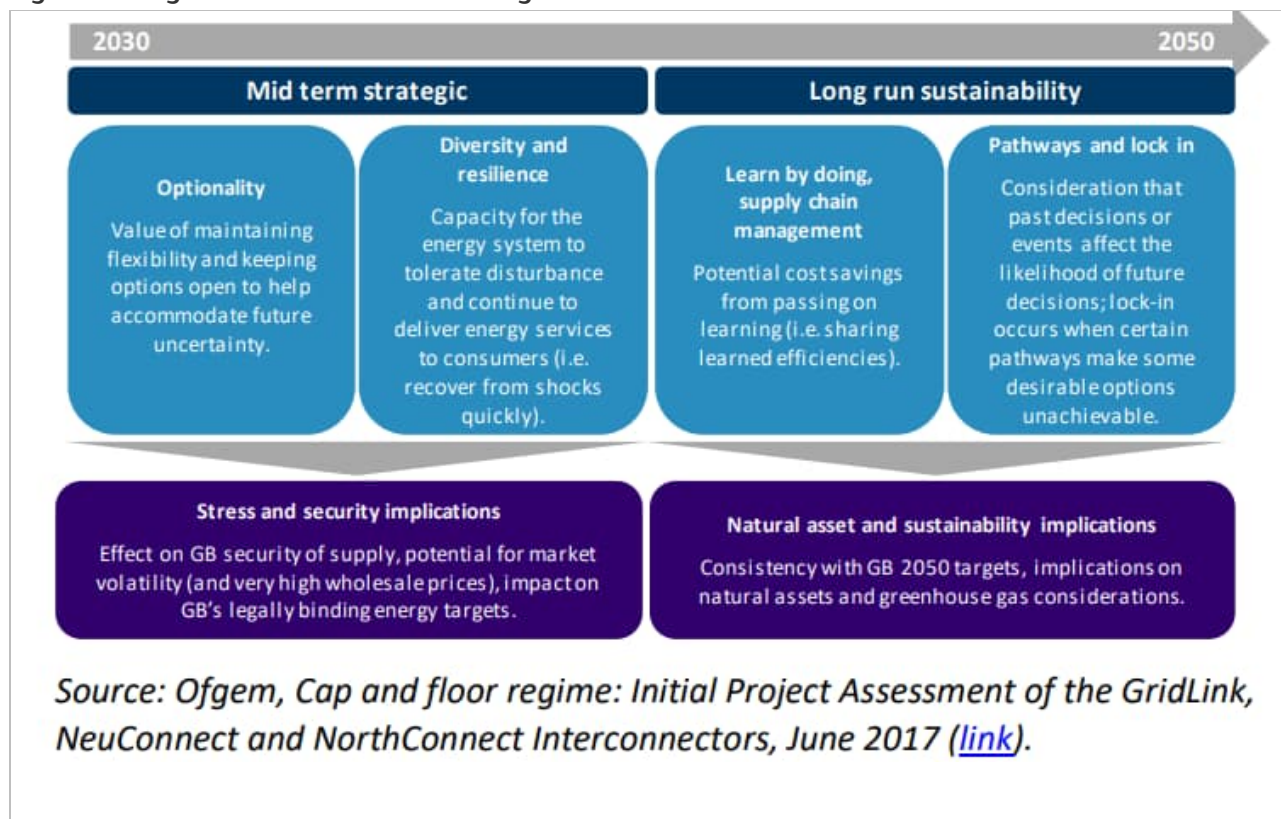 2030
2050
Mid term strategic
Long run sustainability
Optionality
Value of maintaining
flexibility and keeping
options open to help
accommodate future
uncertainty.
Diversity and
resilience
Capacity for the
energy system to
tolerate disturbance
and continue to
deliver energy services
to consumers (i.e.
recover from shocks
quickly).
Learn by doing,
supply chain
management
Potential cost savings
from passing on
learning (i.e. sharing
learned efficiencies).
Pathways and lock in
Consideration that
past decisions or
events affect the
likelihood of future
decisions; lock-in
occurs when certain
pathways make some
desirable options
unachievable.
Stress and security implications
Effect on GB security of supply, potential for market
volatility (and very high wholesale prices), impact on
GB's legally binding energy targets.
Natural asset and sustainability implications
Consistency with GB 2050 targets, implications on
natural assets and greenhouse gas considerations.
Source: Ofgem, Cap and floor regime: Initial Project Assessment of the GridLink,
NeuConnect and NorthConnect Interconnectors, June 2017 (link).